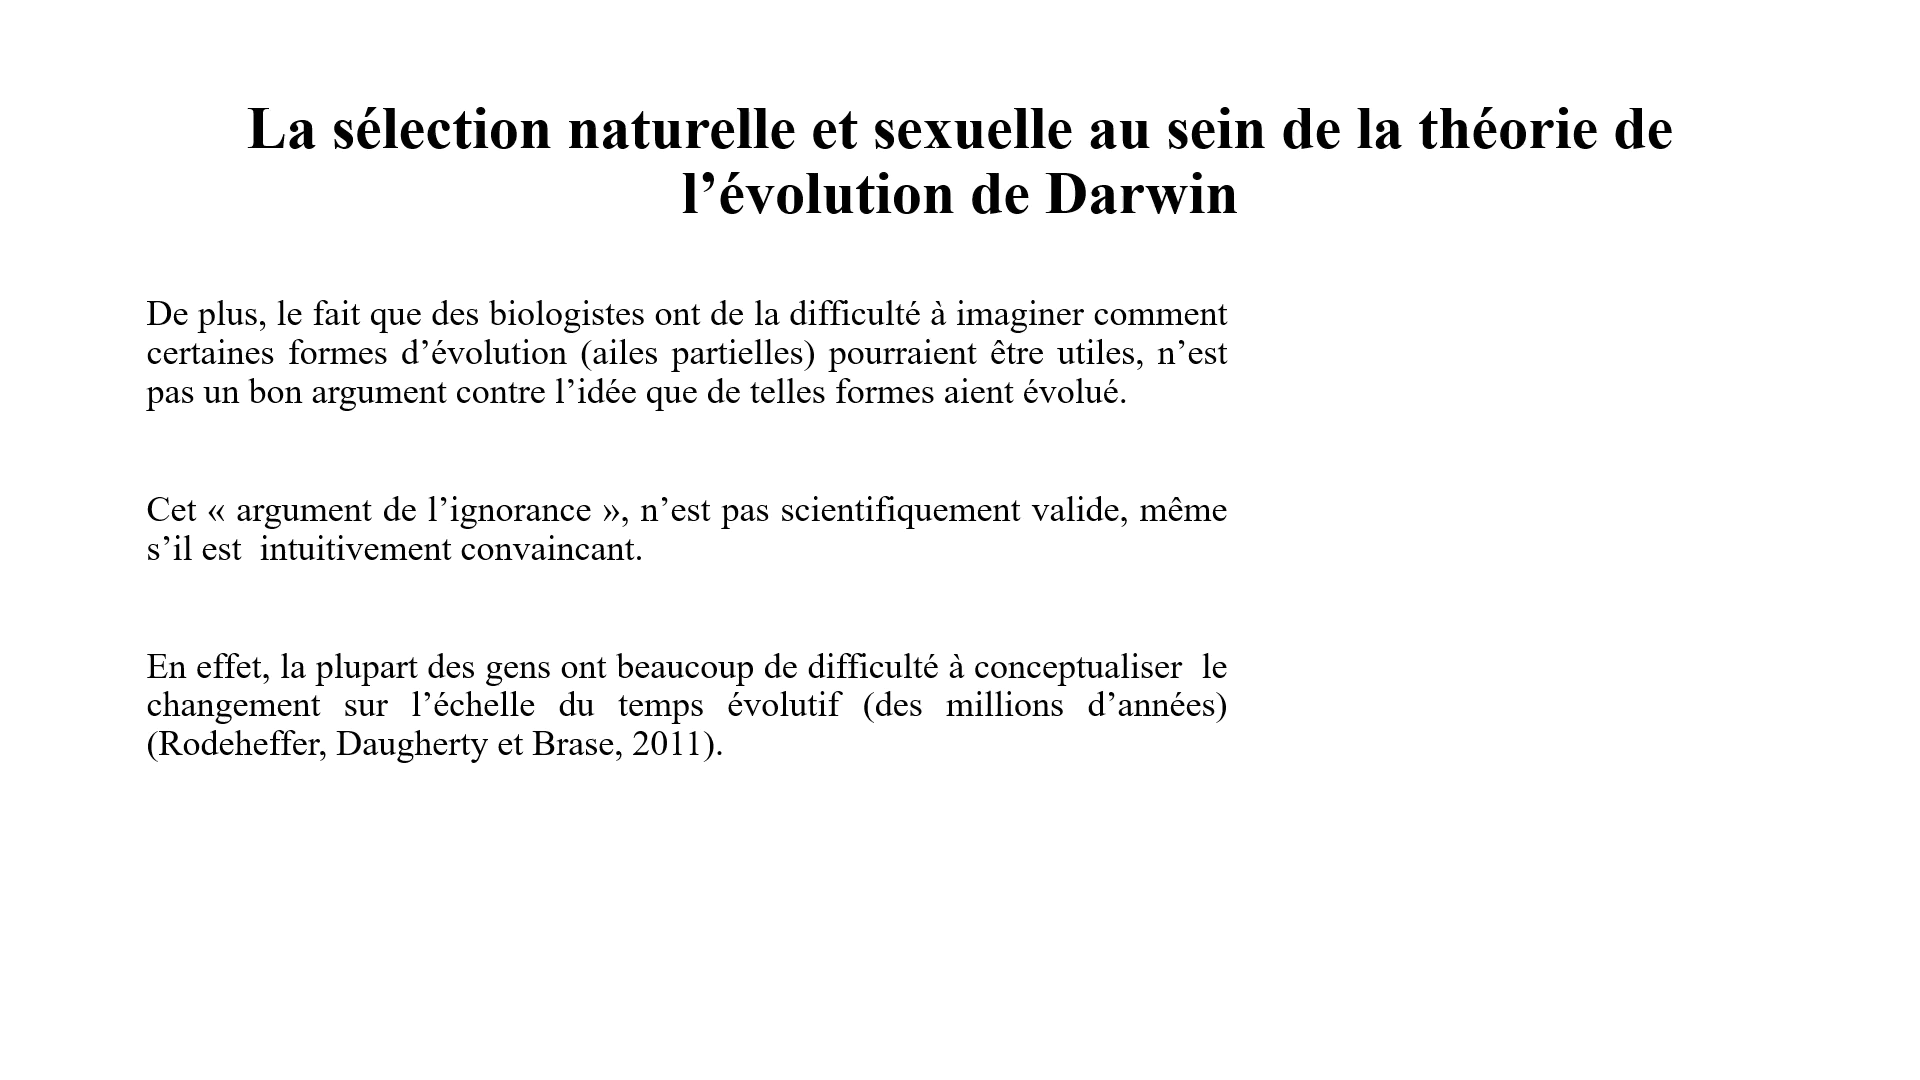 La sélection naturelle et sexuelle au sein de la théorie de
l’évolution de Darwin
De plus, le fait que des biologistes ont de la difficulté à imaginer comment
certaines formes d’évolution (ailes partielles) pourraient être utiles, n’est
pas un bon argument contre l’idée que de telles formes aient évolué.
Cet « argument de l’ignorance », n’est pas scientifiquement valide, même
s’il est  intuitivement convaincant.
En effet, la plupart des gens ont beaucoup de difficulté à conceptualiser  le
changement sur l’échelle du temps évolutif (des millions d’années)
(Rodeheffer, Daugherty et Brase, 2011).